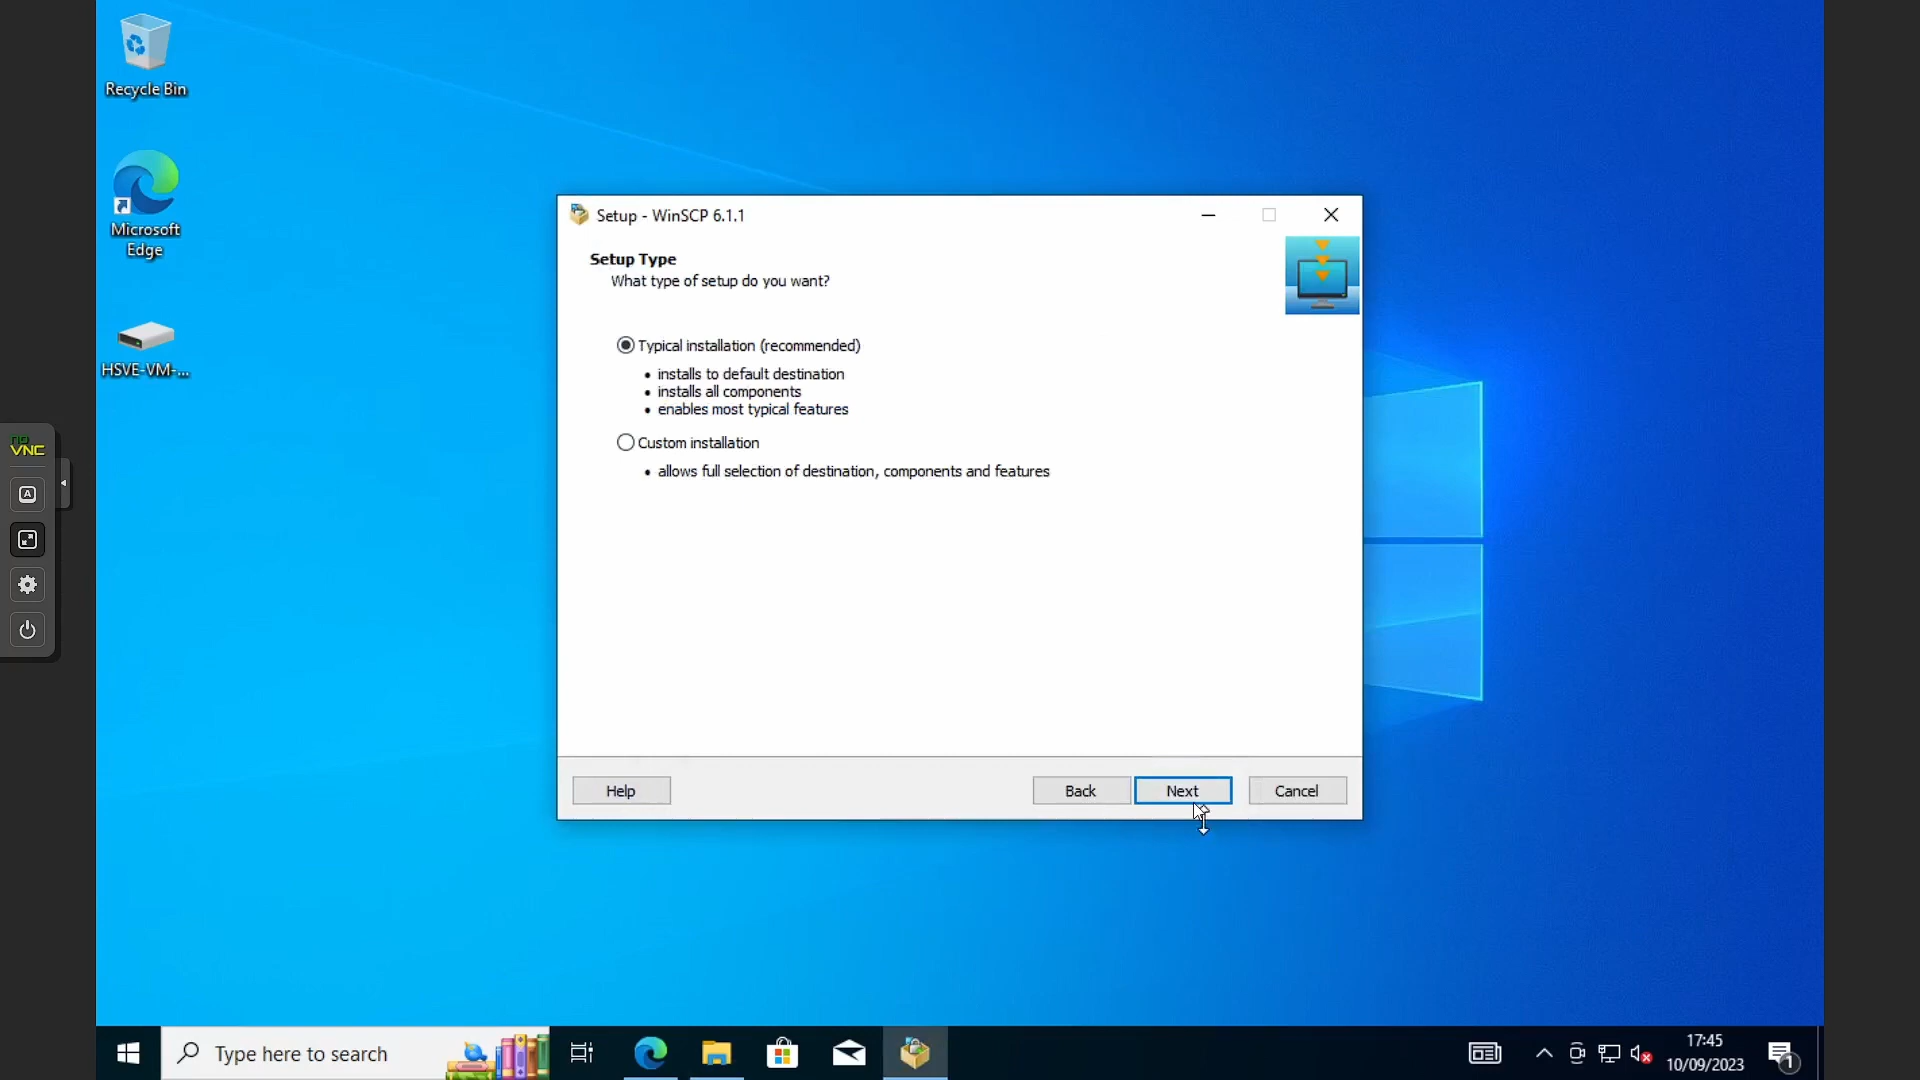 Recycle Bin
Microsoft
Edge
HSVE-VM-...
no
VNC
A
Setup - WinSCP 6.1.1
Setup Type
What type of setup do you want?
Typical installation (recommended)
• installs to default destination
• installs all components
• enables most typical features
Custom installation
• allows full selection of destination, components and features
Help
Back
Next
Cancel
Type here to search
17:45
10/09/2023
1